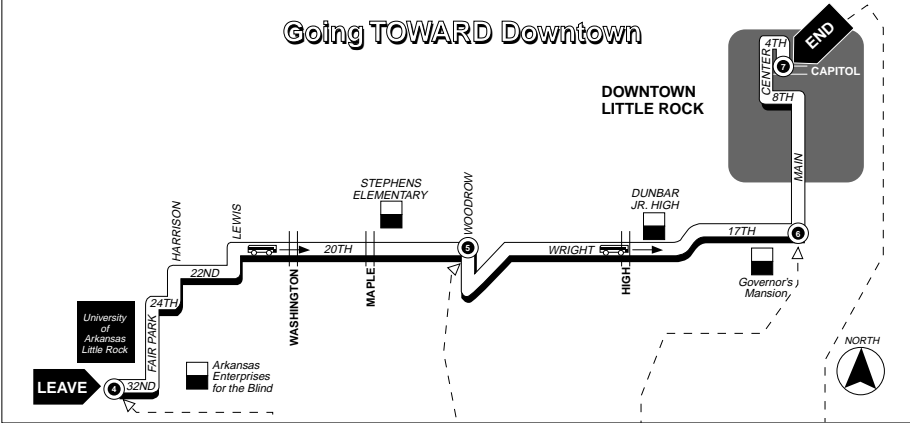 Going TOWARD Downtown
END
4TH
7
CAPITOL
CENTER
8TH
DOWNTOWN
LITTLE ROCK
MAIN
STEPHENS
ELEMENTARY
WOODROW
DUNBAR
JR. HIGH
HARRISON
LEWIS
20TH
5
WRIGHT
17TH
6
22ND
WASHINGTON
MAPLE
HIGH
Governor's
Mansion
24TH
University
of
Arkansas
Little Rock
FAIR PARK
NORTH
Arkansas
Enterprises
for the Blind
LEAVE
4
32ND